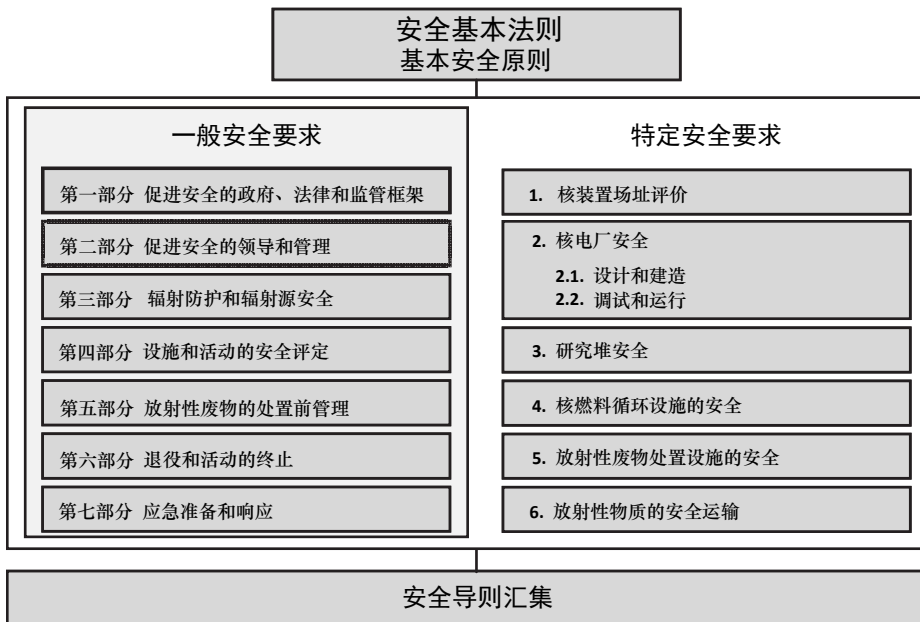 安全基本法则
基本安全原则
一般安全要求
第一部分 促进安全的政府、法律和监管框架
第二部分 促进安全的领导和管理
第三部分 辐射防护和辐射源安全
第四部分 设施和活动的安全评定
第五部分 放射性废物的处置前管理
第六部分 退役和活动的终止
第七部分 应急准备和响应
特定安全要求
1. 核装置场址评价
2. 核电厂安全
2.1. 设计和建造
2.2. 调试和运行
3. 研究堆安全
4. 核燃料循环设施的安全
5. 放射性废物处置设施的安全
6. 放射性物质的安全运输
安全导则汇集